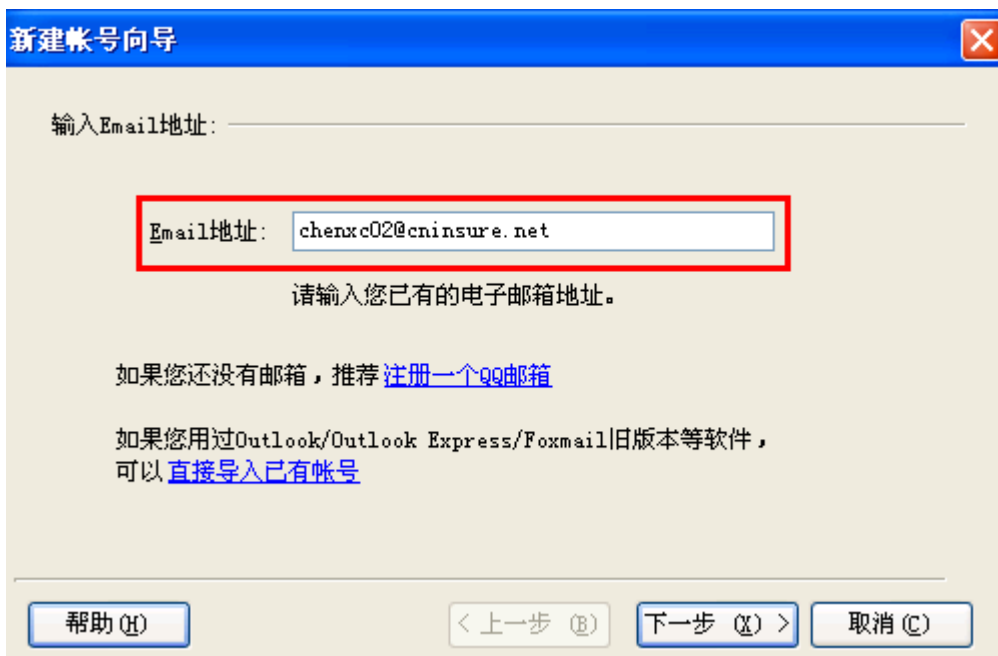 新建帐号向导
输入Email地址:
Email地址: chenxc02@cninsure.net
请输入您已有的电子邮箱地址。
如果您还没有邮箱，推荐 注册一个QQ邮箱
如果您用过Outlook/Outlook Express/Foxmail旧版本等软件，
可以 直接导入已有帐号
帮助(H) < 上一步 (B) 下一步 (X) > 取消(C)